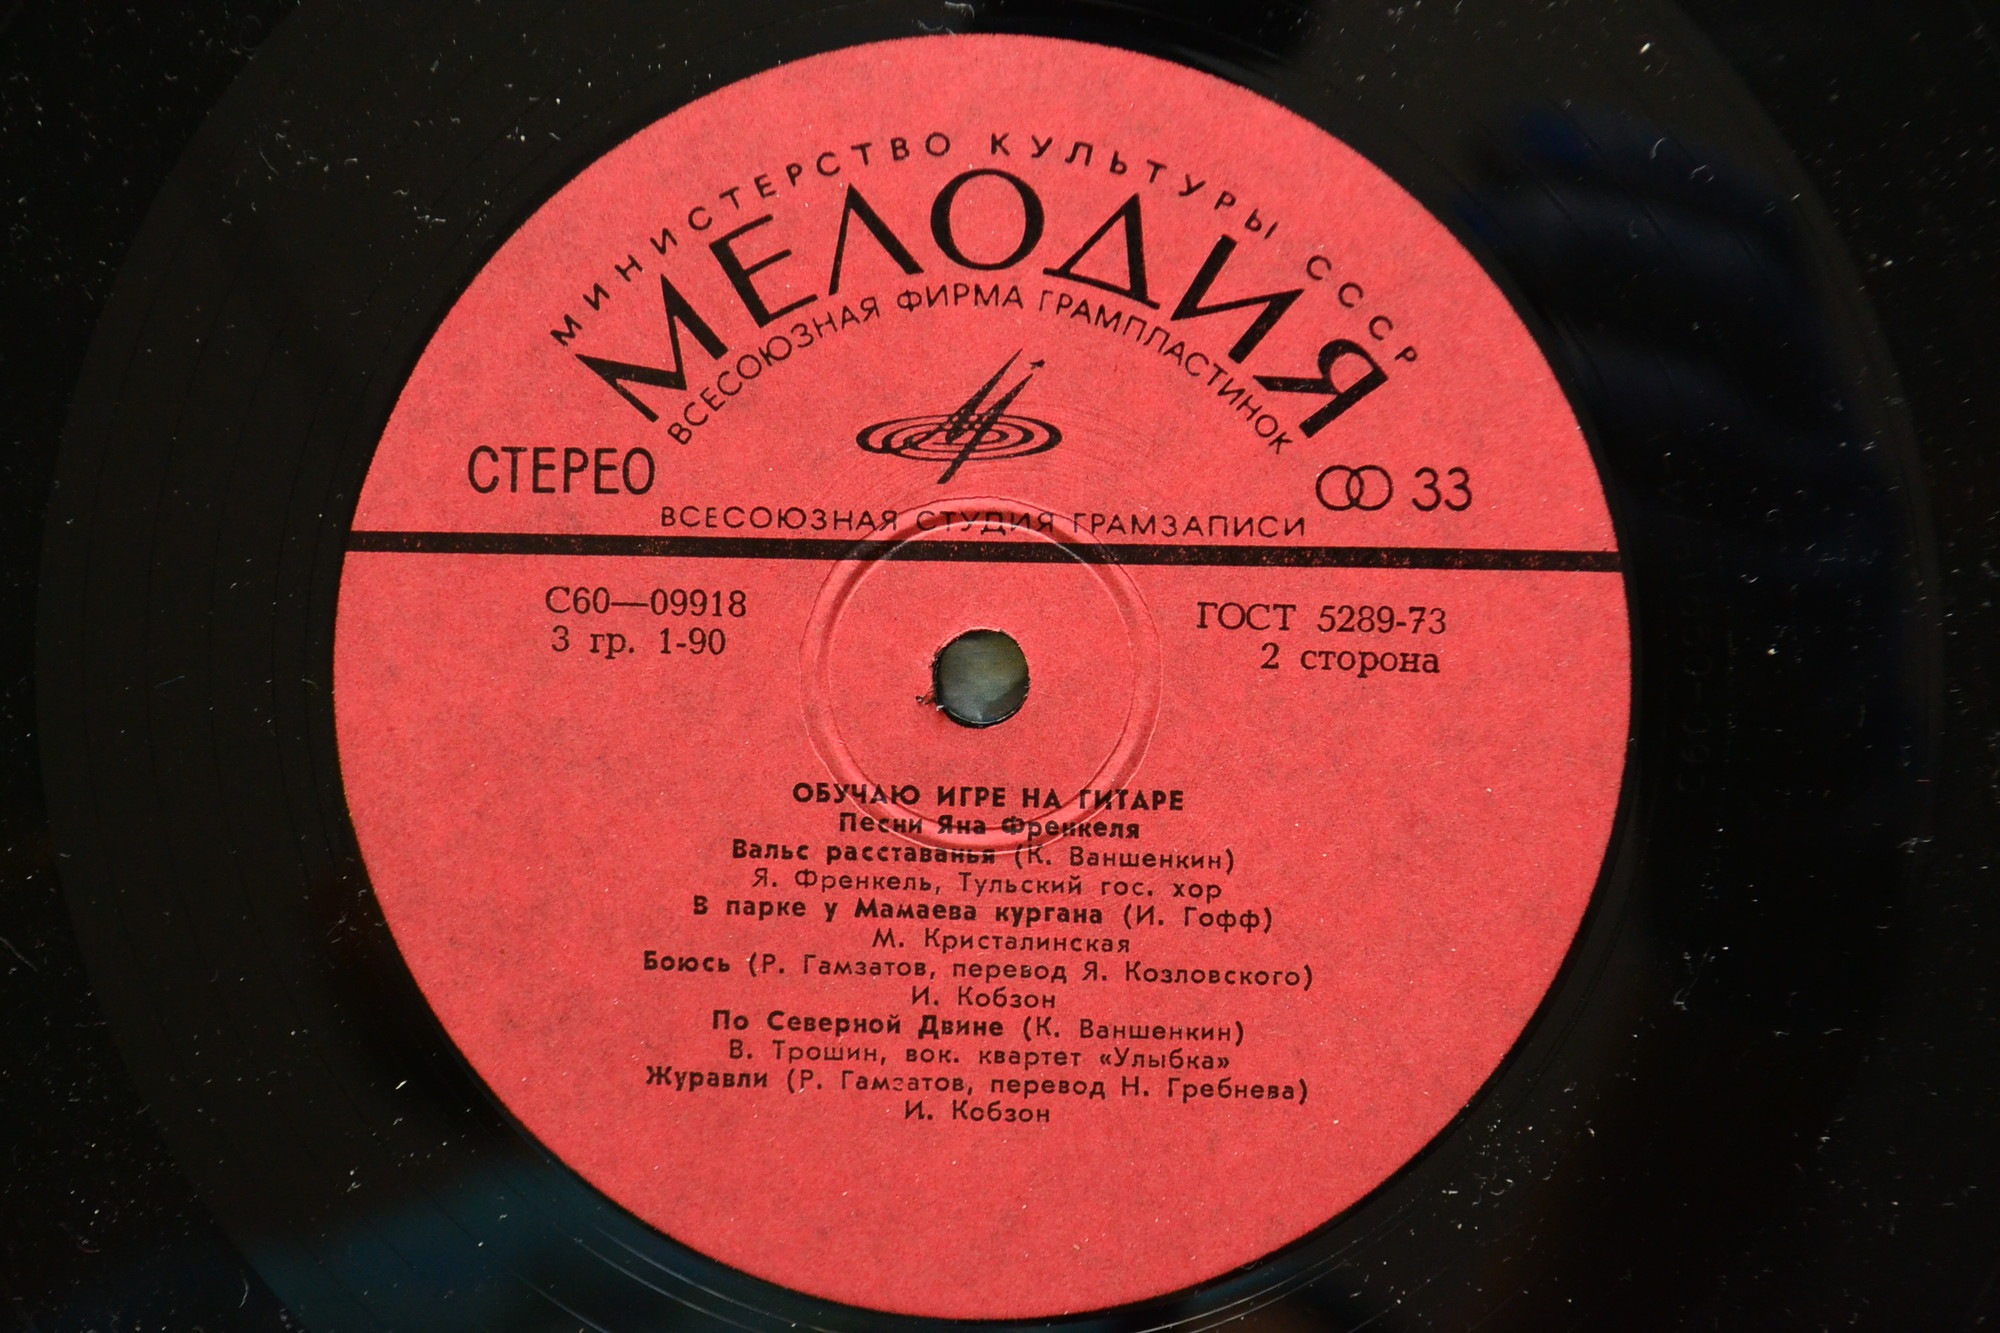 МИНИСТЕРСТВО КУЛЬТУРЫ СССР
МЕЛОДИЯ
ВСЕСОЮЗНАЯ ФИРМА ГРАМПЛАСТИНОК
СТЕРЕО
33
ВСЕСОЮЗНАЯ СТУДИЯ ГРАМЗАПИСИ
С60—09918
ГОСТ 5289-73
3 гр. 1-90
2 сторона
ОБУЧАЮ ИГРЕ НА ГИТАРЕ
Песни Яна Френкеля
Вальс расставанья (К. Ваншенкин)
Я. Френкель, Тульский гос. хор
В парке у Мамаева кургана (И. Гофф)
М. Кристалинская
Боюсь (Р. Гамзатов, перевод Я. Козловского)
И. Кобзон
По Северной Двине (К. Ваншенкин)
В. Трошин, вок. квартет «Улыбка»
Журавли (Р. Гамзатов, перевод Н. Гребнева)
И. Кобзон